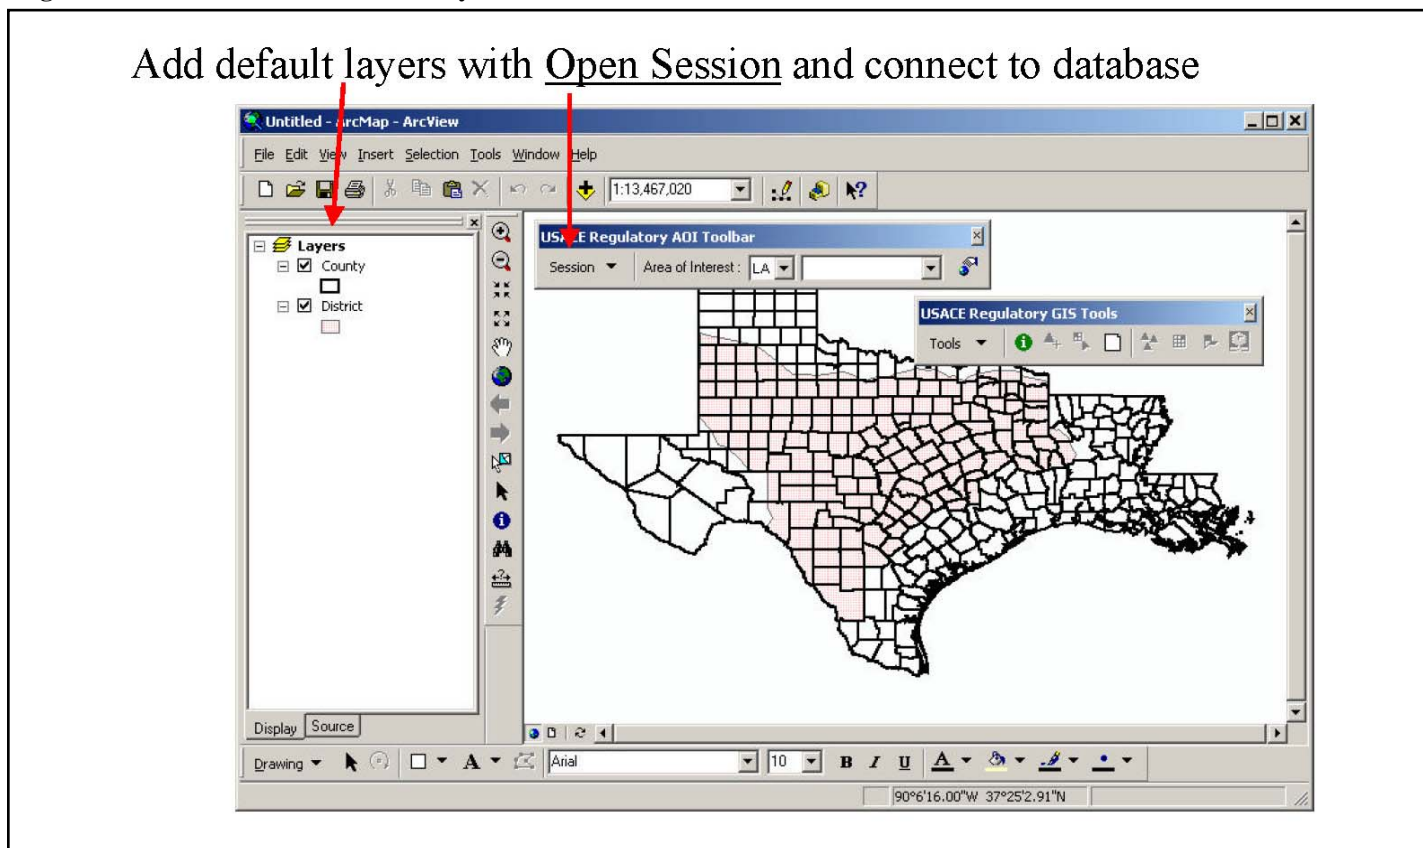 Add default layers with Open Session and connect to database
Untitled - ArcMap - ArcView
File Edit View Insert Selection Tools Window Help
1:13,467,020
Layers
County
District
USACE Regulatory AOI Toolbar
Session Area of Interest : LA
USACE Regulatory GIS Tools
Tools
Display Source
Drawing A Arial 10 B I U A
90°6'16.00"W 37°25'2.91"N